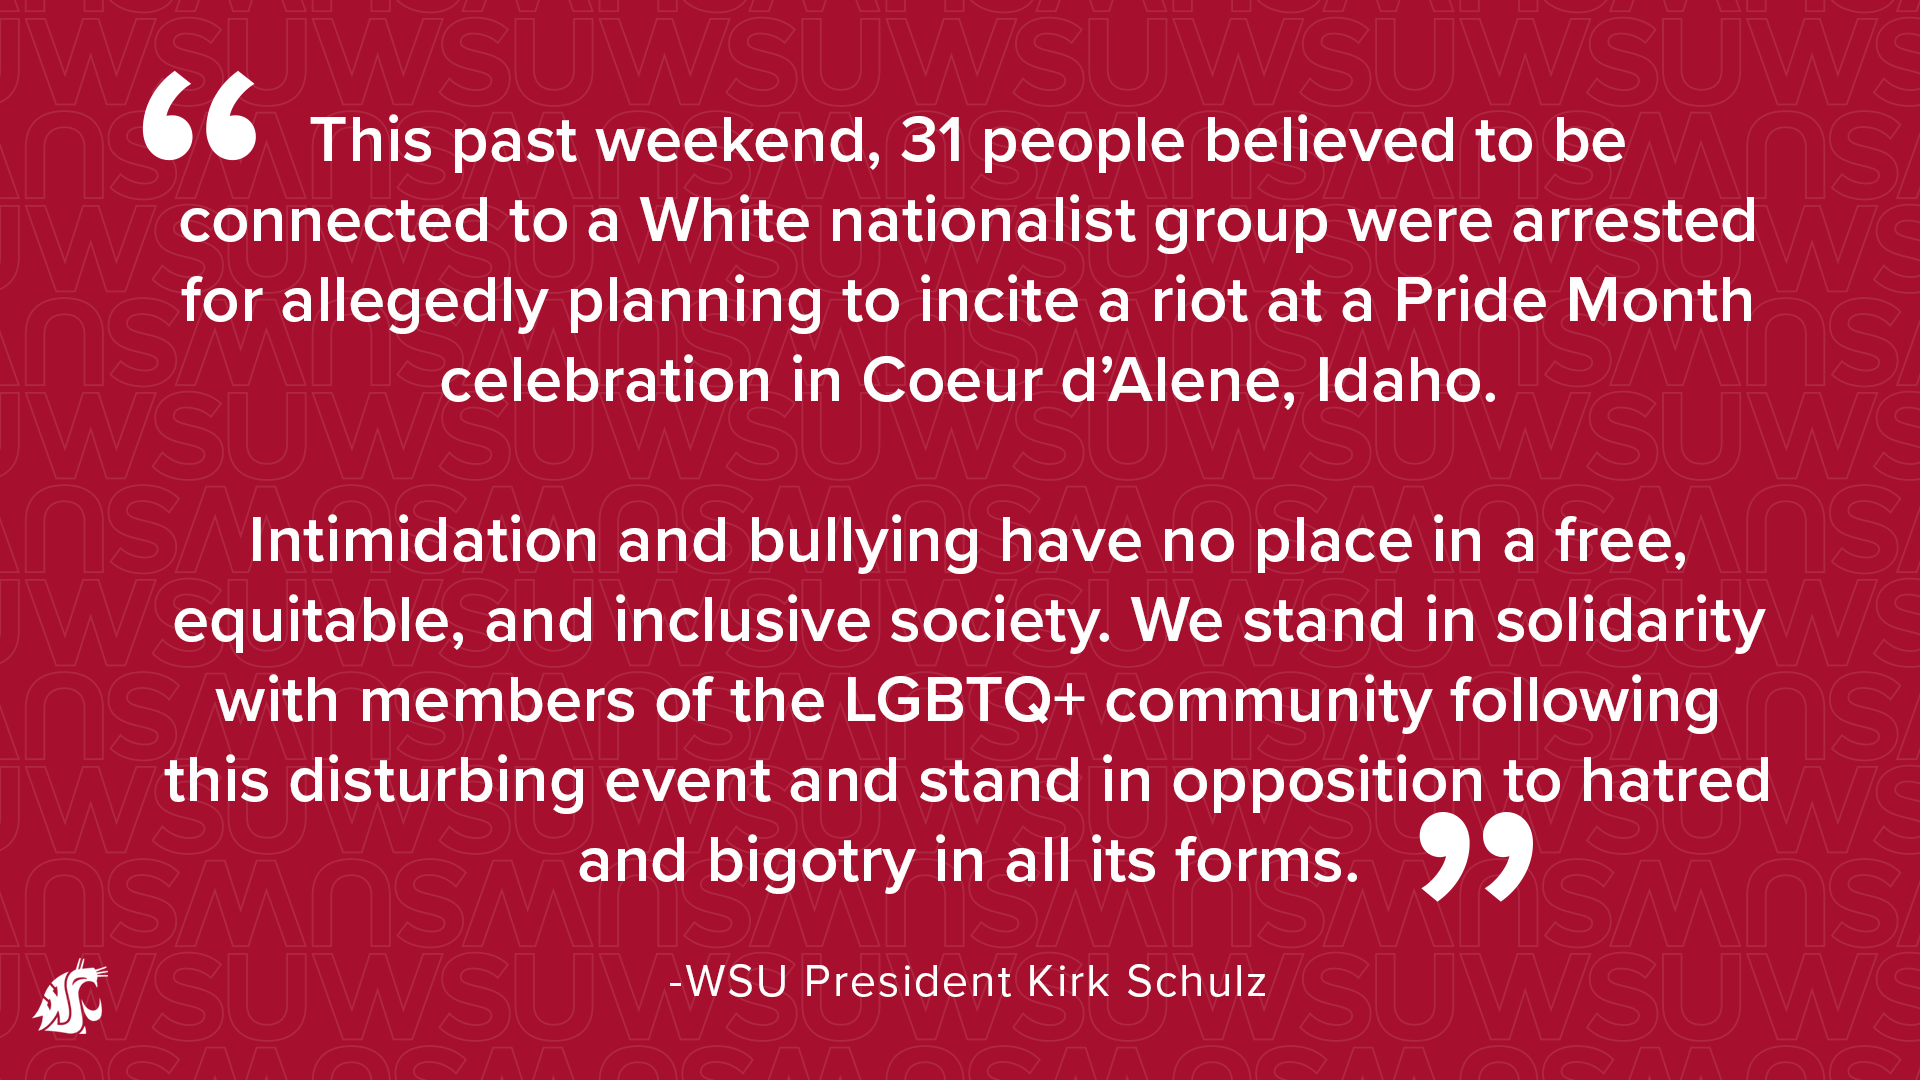 “ This past weekend, 31 people believed to be
connected to a White nationalist group were arrested
for allegedly planning to incite a riot at a Pride Month
celebration in Coeur d’Alene, Idaho.
Intimidation and bullying have no place in a free,
equitable, and inclusive society. We stand in solidarity
with members of the LGBTQ+ community following
this disturbing event and stand in opposition to hatred
and bigotry in all its forms. ”
-WSU President Kirk Schulz